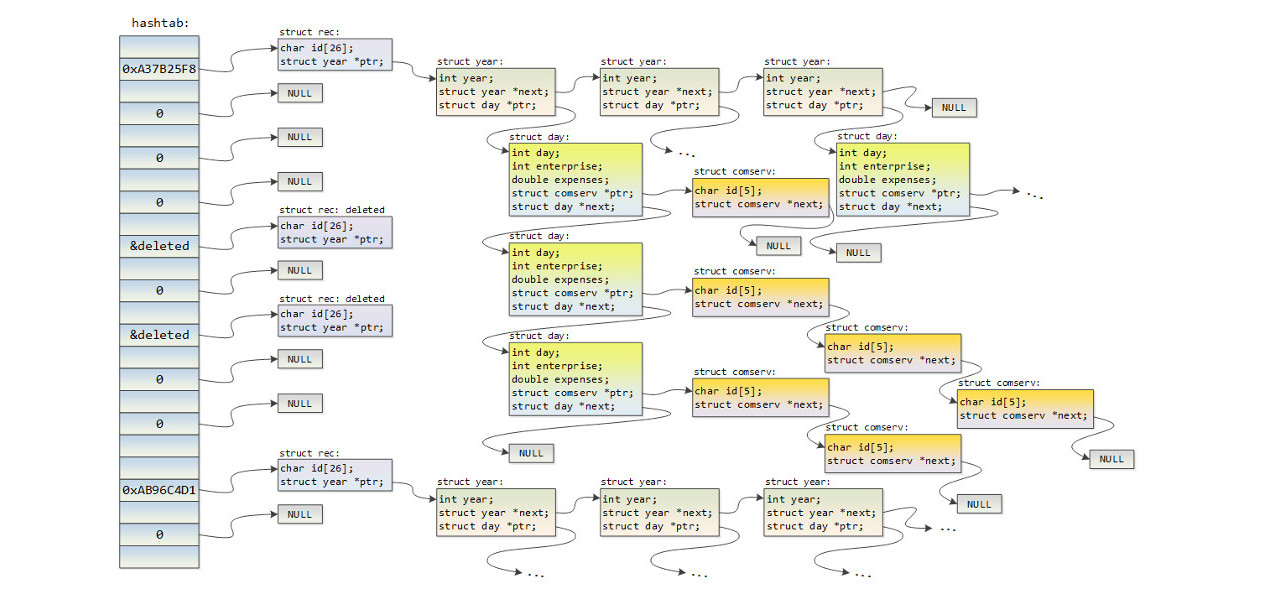 hashtab:
0xA37B25F8
0
0
0
&deleted
0
&deleted
0
0
0xAB96C4D1
0
struct rec:
char id[26];
struct year *ptr;
NULL
NULL
NULL
struct rec: deleted
char id[26];
struct year *ptr;
NULL
struct rec: deleted
char id[26];
struct year *ptr;
NULL
NULL
struct rec:
char id[26];
struct year *ptr;
NULL
struct year:
int year;
struct year *next;
struct day *ptr;
struct year:
int year;
struct year *next;
struct day *ptr;
struct year:
int year;
struct year *next;
struct day *ptr;
NULL
struct day:
int day;
int enterprise;
double expenses;
struct comserv *ptr;
struct day *next;
...
struct comserv:
char id[5];
struct comserv *next;
NULL
struct day:
int day;
int enterprise;
double expenses;
struct comserv *ptr;
struct day *next;
...
NULL
struct day:
int day;
int enterprise;
double expenses;
struct comserv *ptr;
struct day *next;
struct comserv:
char id[5];
struct comserv *next;
struct comserv:
char id[5];
struct comserv *next;
struct comserv:
char id[5];
struct comserv *next;
NULL
struct day:
int day;
int enterprise;
double expenses;
struct comserv *ptr;
struct day *next;
NULL
struct comserv:
char id[5];
struct comserv *next;
struct comserv:
char id[5];
struct comserv *next;
NULL
struct year:
int year;
struct year *next;
struct day *ptr;
...
struct year:
int year;
struct year *next;
struct day *ptr;
...
struct year:
int year;
struct year *next;
struct day *ptr;
...
...